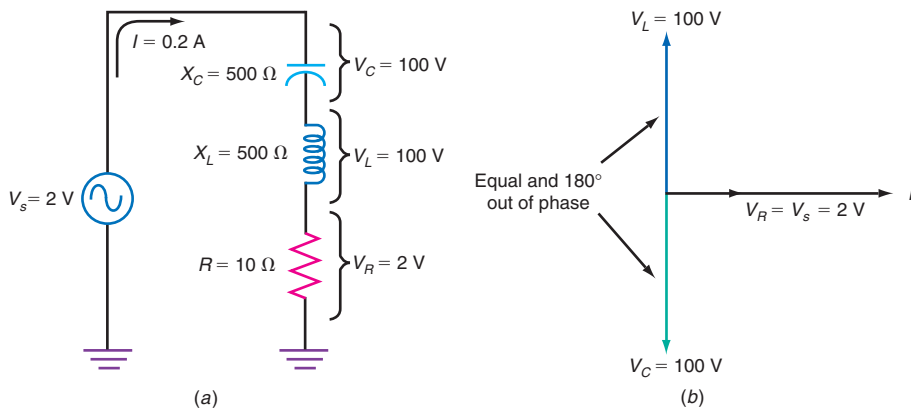 I = 0.2 A
X_C = 500 Ω
V_C = 100 V
X_L = 500 Ω
V_L = 100 V
V_s = 2 V
R = 10 Ω
V_R = 2 V
(a)
V_L = 100 V
Equal and 180°
out of phase
V_R = V_s = 2 V
V_C = 100 V
(b)